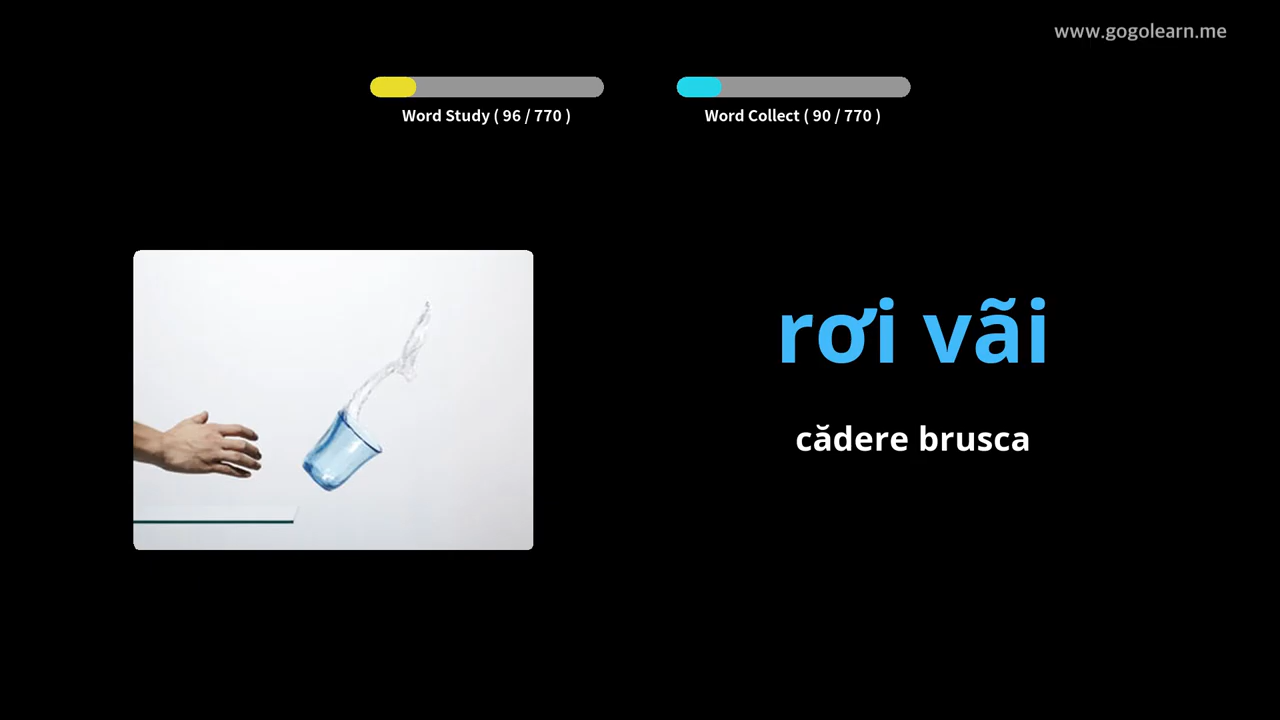 www.gogolearn.me
Word Study ( 96 / 770 )
Word Collect ( 90 / 770 )
rơi vãi
cădere brusca